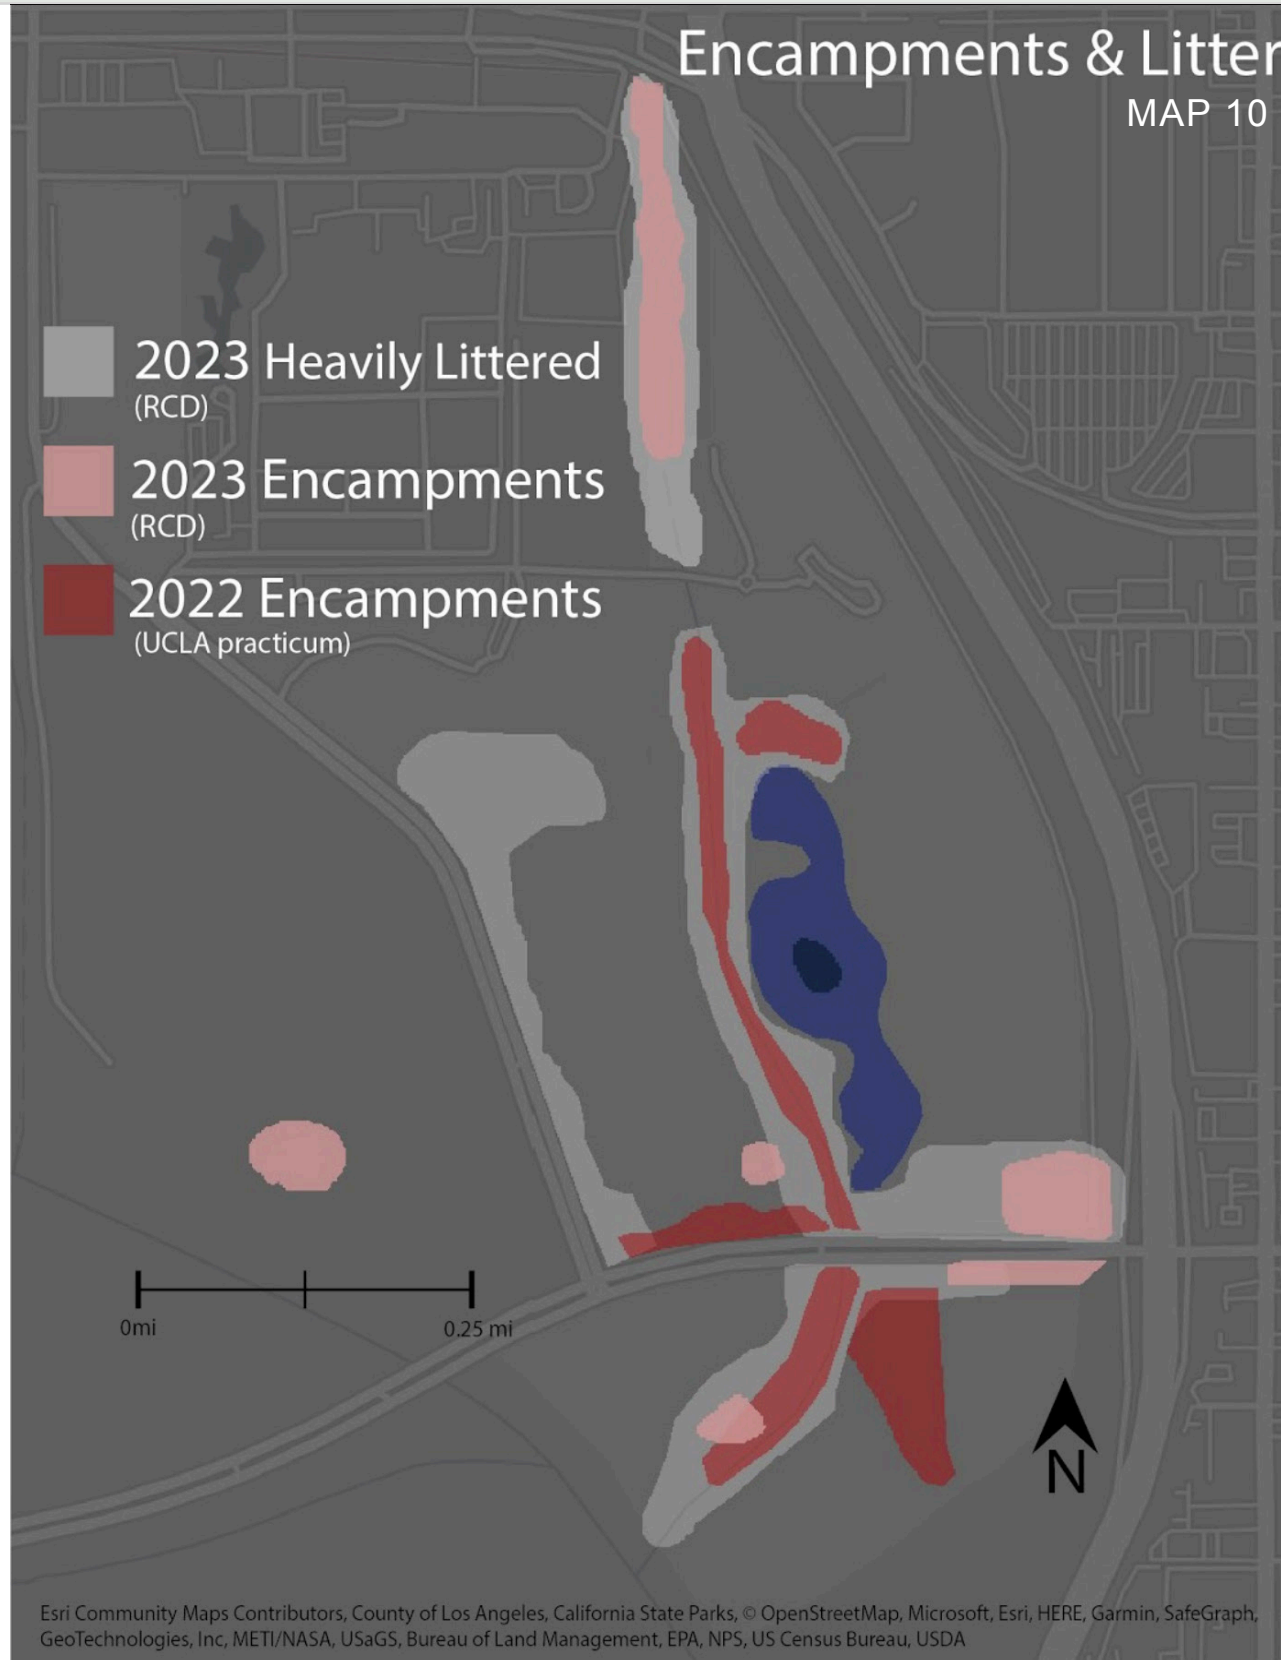 Encampments & Litter
MAP 10
2023 Heavily Littered
(RCD)
2023 Encampments
(RCD)
2022 Encampments
(UCLA practicum)
0mi
0.25 mi
N
Esri Community Maps Contributors, County of Los Angeles, California State Parks, © OpenStreetMap, Microsoft, Esri, HERE, Garmin, SafeGraph,
GeoTechnologies, Inc, METI/NASA, USaGS, Bureau of Land Management, EPA, NPS, US Census Bureau, USDA